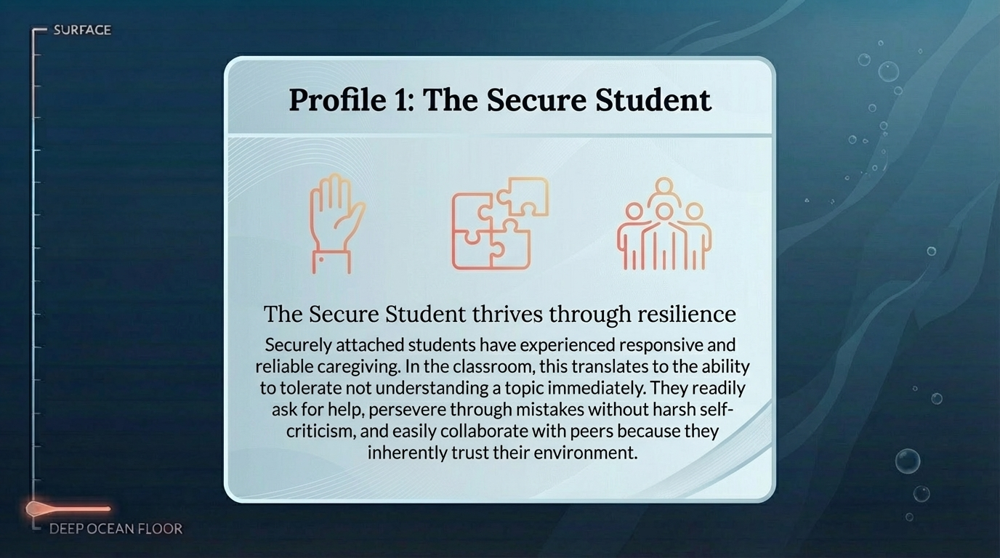 SURFACE
Profile 1: The Secure Student
The Secure Student thrives through resilience
Securely attached students have experienced responsive and
reliable caregiving. In the classroom, this translates to the ability
to tolerate not understanding a topic immediately. They readily
ask for help, persevere through mistakes without harsh self-
criticism, and easily collaborate with peers because they
inherently trust their environment.
DEEP OCEAN FLOOR